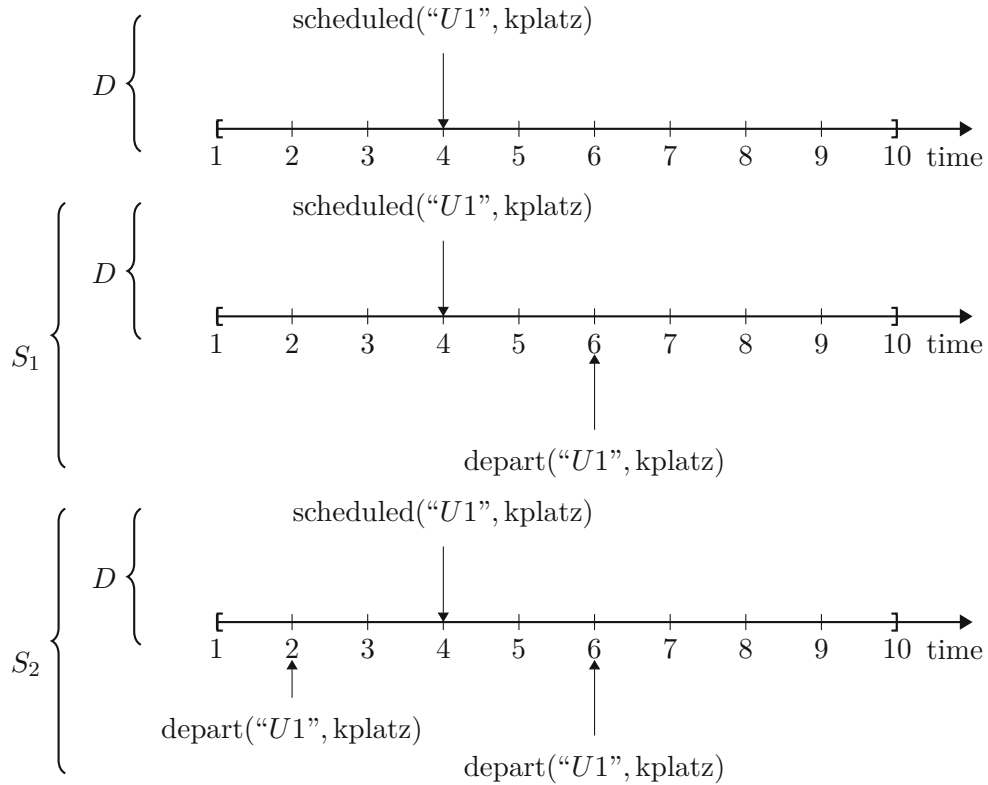 scheduled(“U1”, kplatz)
D
1 2 3 4 5 6 7 8 9 10 time
scheduled(“U1”, kplatz)
D
1 2 3 4 5 6 7 8 9 10 time
S1
depart(“U1”, kplatz)
scheduled(“U1”, kplatz)
D
1 2 3 4 5 6 7 8 9 10 time
S2
depart(“U1”, kplatz)
depart(“U1”, kplatz)